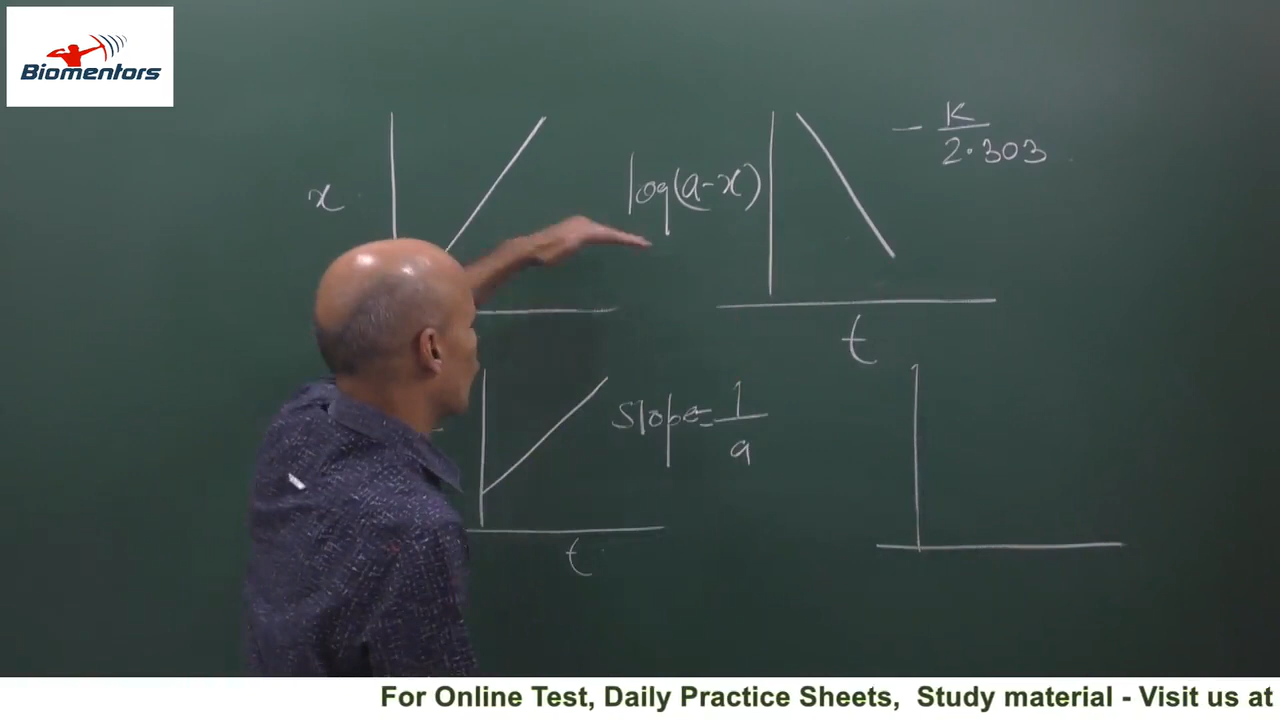 Biomentors
x
log(a-x)
- K
2.303
t
Slope= 1
a
t
For Online Test, Daily Practice Sheets, Study material - Visit us at